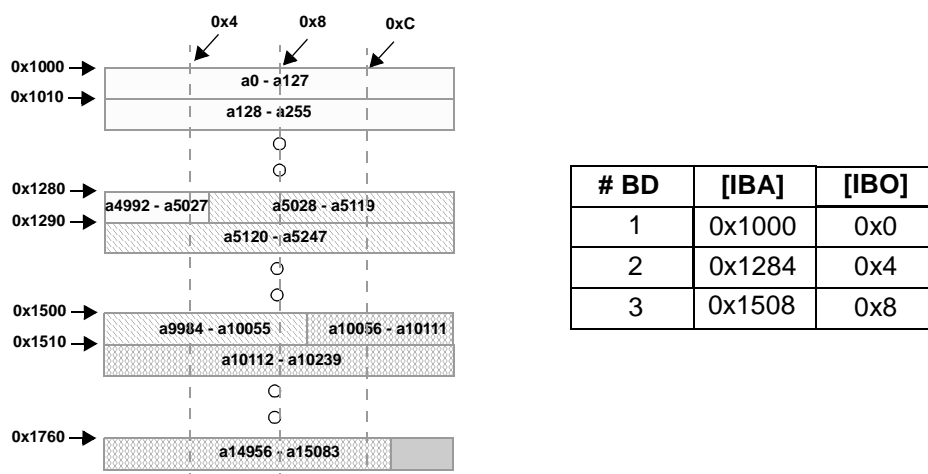 0x4 0x8 0xC
0x1000
a0 - a127
0x1010
a128 - a255
0x1280
a4992 - a5027 a5028 - a5119
0x1290
a5120 - a5247
0x1500
a9984 - a10055 a10056 - a10111
0x1510
a10112 - a10239
0x1760
a14956 - a15083
# BD [IBA] [IBO]
1 0x1000 0x0
2 0x1284 0x4
3 0x1508 0x8